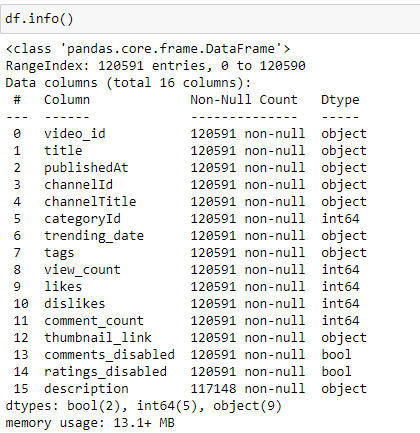 df.info()
<class 'pandas.core.frame.DataFrame'>
RangeIndex: 120591 entries, 0 to 120590
Data columns (total 16 columns):
 #   Column             Non-Null Count   Dtype
---  ------             --------------   -----
 0   video_id           120591 non-null  object
 1   title              120591 non-null  object
 2   publishedAt        120591 non-null  object
 3   channelId          120591 non-null  object
 4   channelTitle       120591 non-null  object
 5   categoryId         120591 non-null  int64
 6   trending_date      120591 non-null  object
 7   tags               120591 non-null  object
 8   view_count         120591 non-null  int64
 9   likes              120591 non-null  int64
 10  dislikes           120591 non-null  int64
 11  comment_count      120591 non-null  int64
 12  thumbnail_link     120591 non-null  object
 13  comments_disabled  120591 non-null  bool
 14  ratings_disabled   120591 non-null  bool
 15  description        117148 non-null  object
dtypes: bool(2), int64(5), object(9)
memory usage: 13.1+ MB